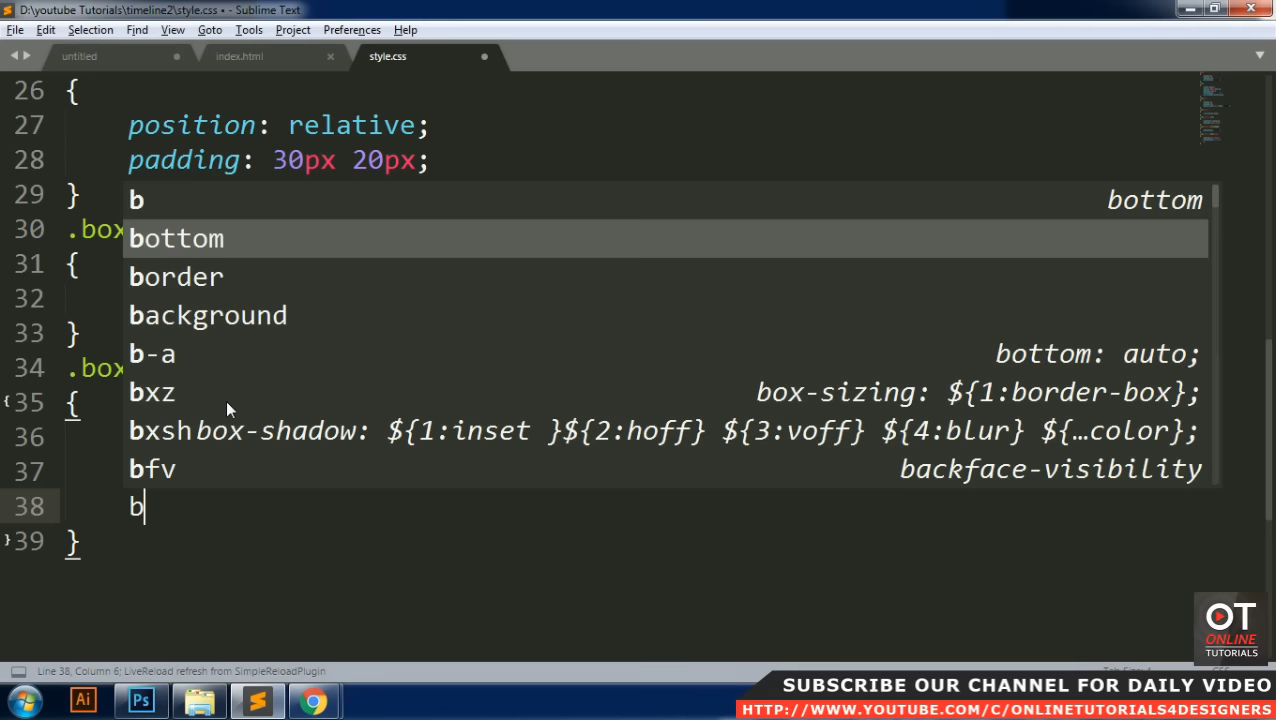 D:\youtube Tutorials\timeline2\style.css • - Sublime Text
File Edit Selection Find View Goto Tools Project Preferences Help
untitled index.html style.css
26 {
27 position: relative;
28 padding: 30px 20px;
29 }
b bottom
30 .box
bottom
31 {
border
32
background
33 }
b-a bottom: auto;
34 .box
bxz box-sizing: ${1:border-box};
35 {
bxsh box-shadow: ${1:inset }${2:hoff} ${3:voff} ${4:blur} ${…color};
36
bfv backface-visibility
37
38 b
39 }
OT
ONLINE
TUTORIALS
Line 38, Column 6; LiveReload refresh from SimpleReloadPlugin
Ai Ps
SUBSCRIBE OUR CHANNEL FOR DAILY VIDEO
HTTP://WWW.YOUTUBE.COM/C/ONLINETUTORIALS4DESIGNERS